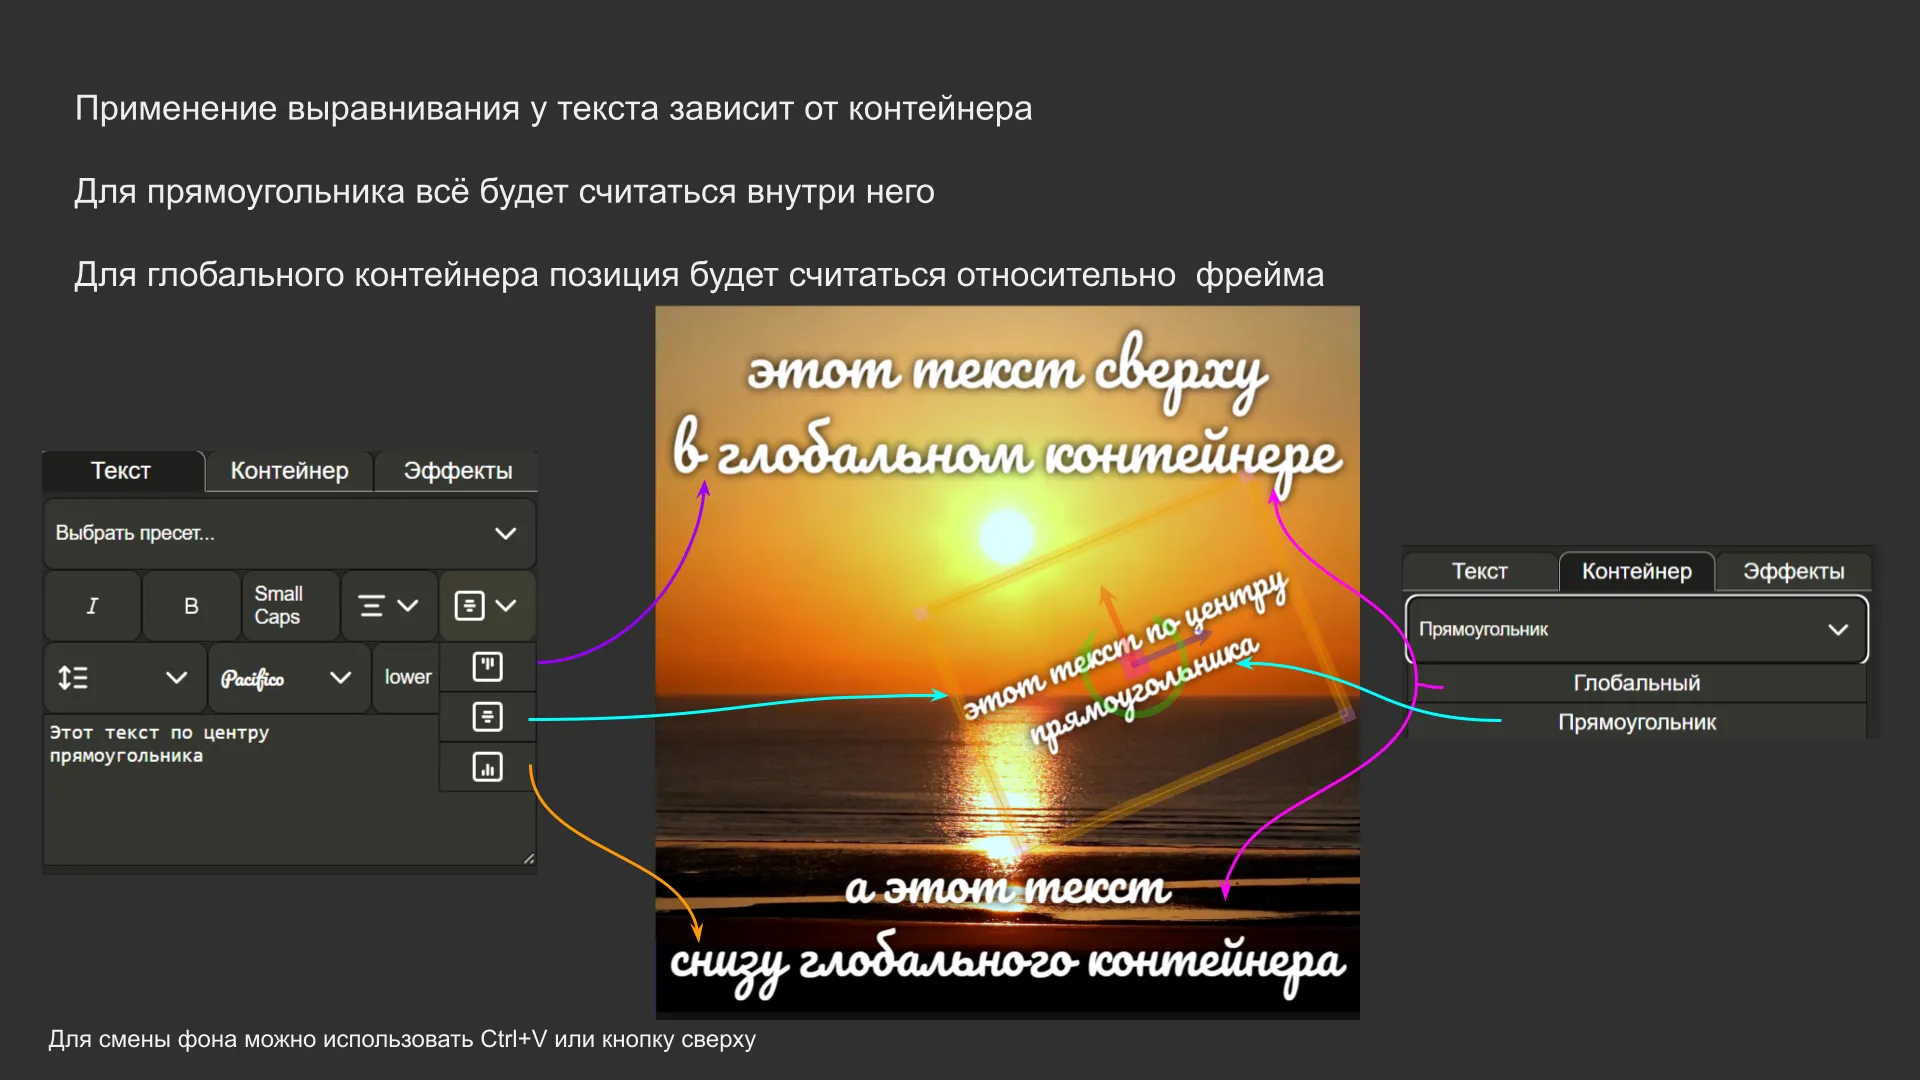 Применение выравнивания у текста зависит от контейнера
Для прямоугольника всё будет считаться внутри него
Для глобального контейнера позиция будет считаться относительно  фрейма
этот текст сверху
в глобальном контейнере
Текст Контейнер Эффекты
Выбрать пресет...
I B Small
Caps
Pacifico lower
Этот текст по центру
прямоугольника
этот текст по центру
прямоугольника
Текст Контейнер Эффекты
Прямоугольник
Глобальный
Прямоугольник
а этот текст
снизу глобального контейнера
Для смены фона можно использовать Ctrl+V или кнопку сверху